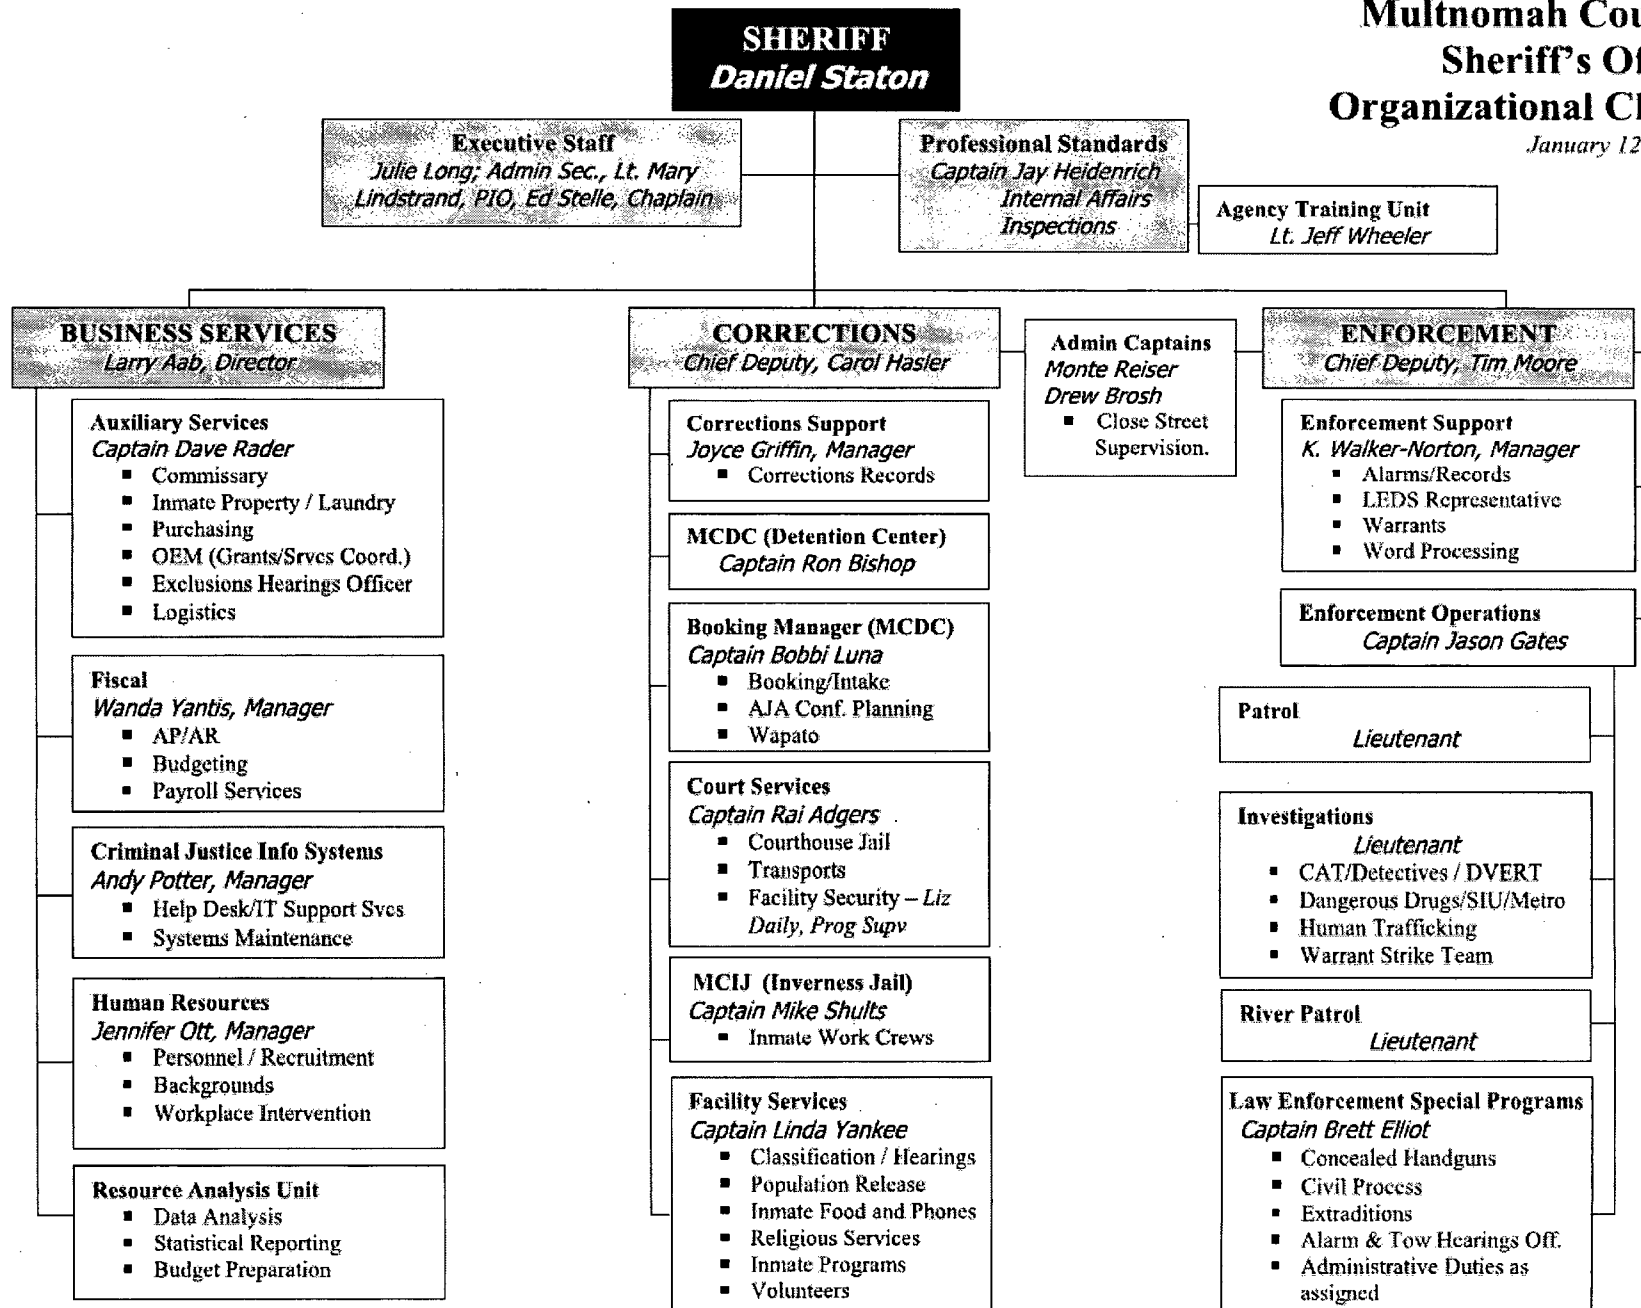 SHERIFF
Daniel Staton
Multnomah Cou
Sheriff's Of
Organizational Cl
January 12
Executive Staff
Julie Long; Admin Sec., Lt. Mary
Lindstrand, PIO, Ed Stelle, Chaplain
Professional Standards
Captain Jay Heidenrich
Internal Affairs
Inspections
Agency Training Unit
Lt. Jeff Wheeler
BUSINESS SERVICES
Larry Aab, Director
Auxiliary Services
Captain Dave Rader
▪ Commissary
▪ Inmate Property / Laundry
▪ Purchasing
▪ OEM (Grants/Srvcs Coord.)
▪ Exclusions Hearings Officer
▪ Logistics
Fiscal
Wanda Yantis, Manager
▪ AP/AR
▪ Budgeting
▪ Payroll Services
Criminal Justice Info Systems
Andy Potter, Manager
▪ Help Desk/IT Support Svcs
▪ Systems Maintenance
Human Resources
Jennifer Ott, Manager
▪ Personnel / Recruitment
▪ Backgrounds
▪ Workplace Intervention
Resource Analysis Unit
▪ Data Analysis
▪ Statistical Reporting
▪ Budget Preparation
CORRECTIONS
Chief Deputy, Carol Hasler
Corrections Support
Joyce Griffin, Manager
▪ Corrections Records
MCDC (Detention Center)
Captain Ron Bishop
Booking Manager (MCDC)
Captain Bobbi Luna
▪ Booking/Intake
▪ AJA Conf. Planning
▪ Wapato
Court Services
Captain Rai Adgers
▪ Courthouse Jail
▪ Transports
▪ Facility Security – Liz
Daily, Prog Supv
MCIJ (Inverness Jail)
Captain Mike Shults
▪ Inmate Work Crews
Facility Services
Captain Linda Yankee
▪ Classification / Hearings
▪ Population Release
▪ Inmate Food and Phones
▪ Religious Services
▪ Inmate Programs
▪ Volunteers
Admin Captains
Monte Reiser
Drew Brosh
▪ Close Street
Supervision.
ENFORCEMENT
Chief Deputy, Tim Moore
Enforcement Support
K. Walker-Norton, Manager
▪ Alarms/Records
▪ LEDS Representative
▪ Warrants
▪ Word Processing
Enforcement Operations
Captain Jason Gates
Patrol
Lieutenant
Investigations
Lieutenant
▪ CAT/Detectives / DVERT
▪ Dangerous Drugs/SIU/Metro
▪ Human Trafficking
▪ Warrant Strike Team
River Patrol
Lieutenant
Law Enforcement Special Programs
Captain Brett Elliot
▪ Concealed Handguns
▪ Civil Process
▪ Extraditions
▪ Alarm & Tow Hearings Off.
▪ Administrative Duties as
assigned